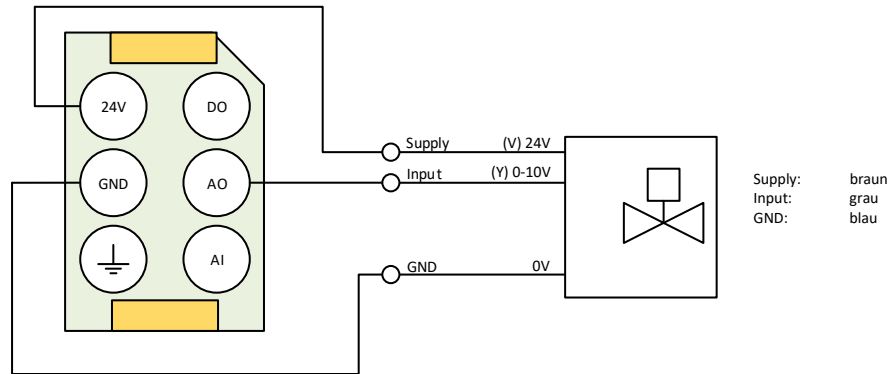 24V DO
GND AO
AI
Supply (V) 24V
Input (Y) 0-10V
GND 0V
Supply: braun
Input: grau
GND: blau